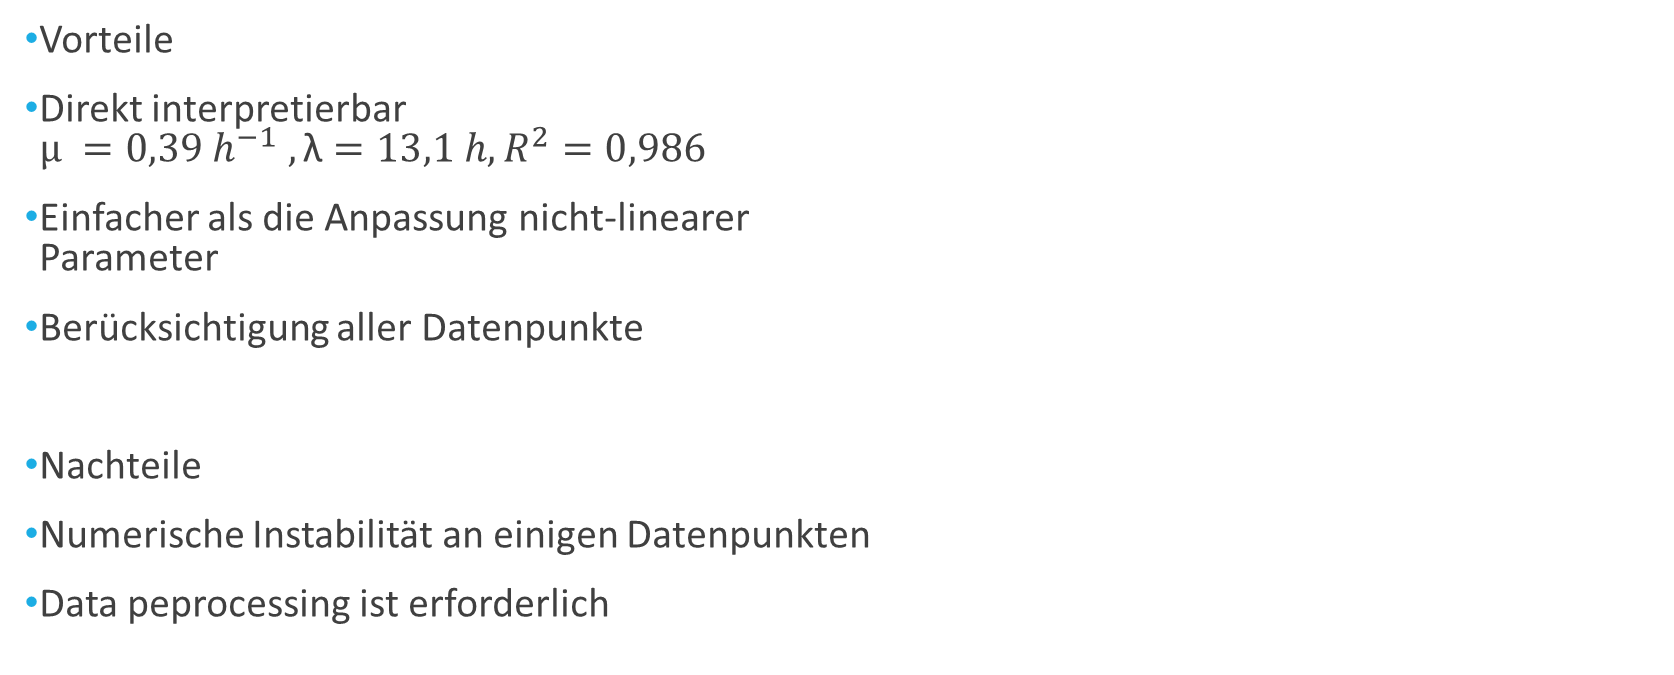 •Vorteile
•Direkt interpretierbar
μ = 0,39 h⁻¹ , λ = 13,1 h, R² = 0,986
•Einfacher als die Anpassung nicht-linearer
Parameter
•Berücksichtigung aller Datenpunkte
•Nachteile
•Numerische Instabilität an einigen Datenpunkten
•Data peprocessing ist erforderlich